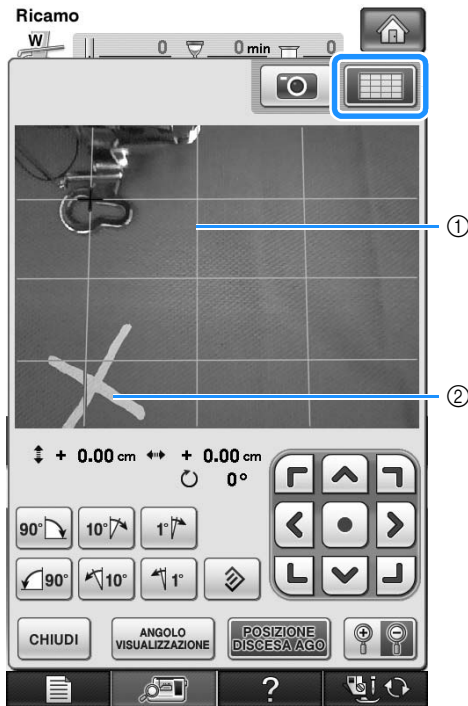 Ricamo
W
0 0 min 0
①
②
+ 0.00 cm + 0.00 cm
0°
90° 10° 1°
90° 10° 1°
CHIUDI ANGOLO VISUALIZZAZIONE POSIZIONE DISCESA AGO
?